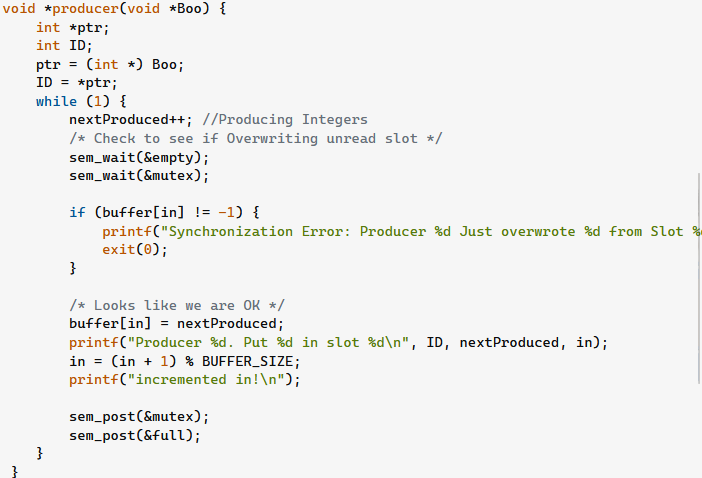 void *producer(void *Boo) {
    int *ptr;
    int ID;
    ptr = (int *) Boo;
    ID = *ptr;
    while (1) {
        nextProduced++; //Producing Integers
        /* Check to see if Overwriting unread slot */
        sem_wait(&empty);
        sem_wait(&mutex);

        if (buffer[in] != -1) {
            printf("Synchronization Error: Producer %d Just overwrote %d from Slot %
            exit(0);
        }

        /* Looks like we are OK */
        buffer[in] = nextProduced;
        printf("Producer %d. Put %d in slot %d\n", ID, nextProduced, in);
        in = (in + 1) % BUFFER_SIZE;
        printf("incremented in!\n");

        sem_post(&mutex);
        sem_post(&full);
    }
 }